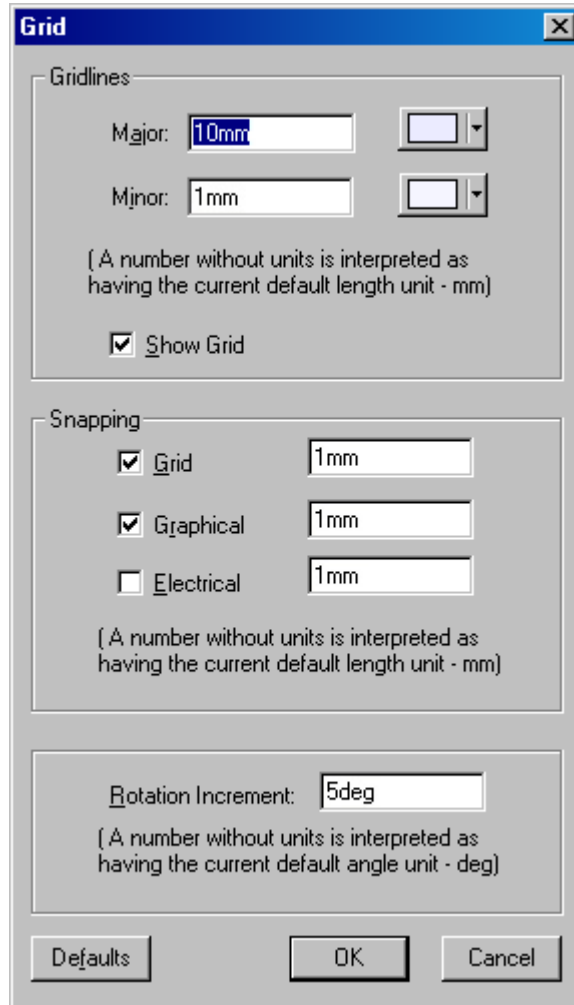 Grid
Gridlines
Major: 10mm
Minor: 1mm
( A number without units is interpreted as
having the current default length unit - mm)
Show Grid
Snapping
Grid 1mm
Graphical 1mm
Electrical 1mm
( A number without units is interpreted as
having the current default length unit - mm)
Rotation Increment: 5deg
( A number without units is interpreted as
having the current default angle unit - deg)
Defaults OK Cancel